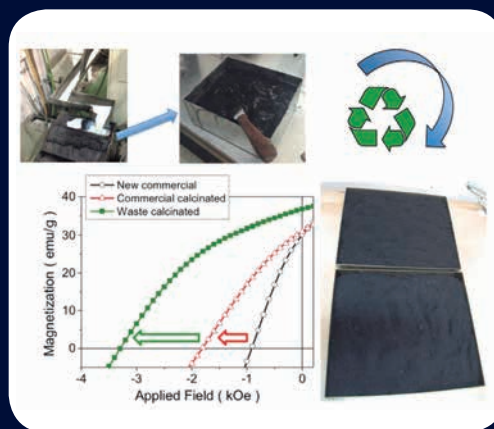 New commercial
Commercial calcinated
Waste calcinated
40
30
20
10
0
Magnetization ( emu/g )
-4
-3
-2
-1
0
Applied Field ( kOe )